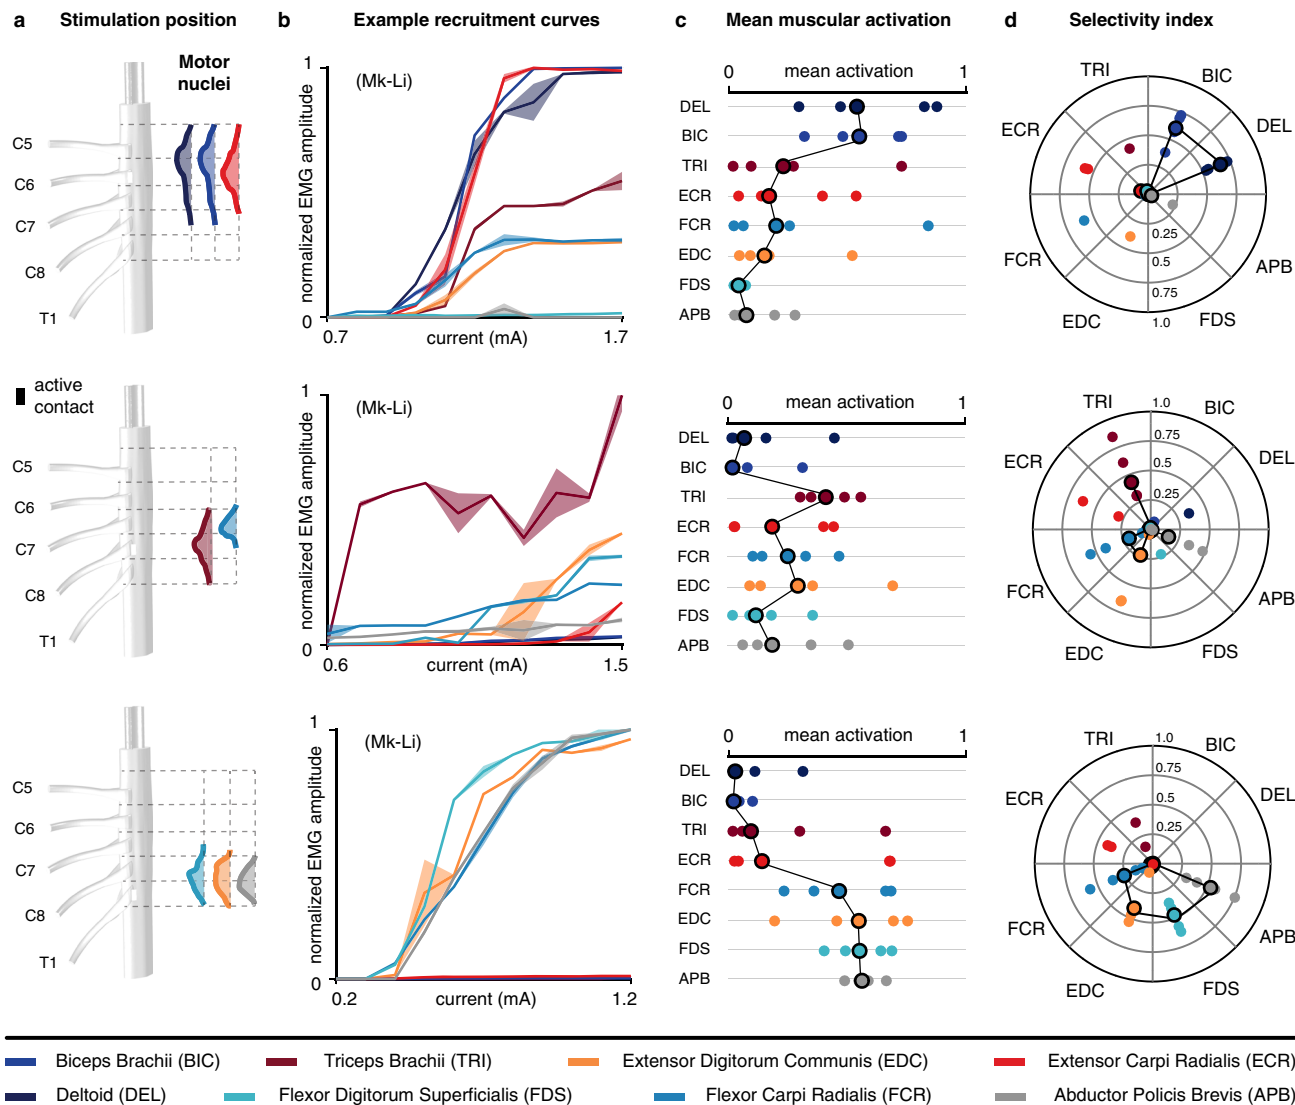 a Stimulation position b Example recruitment curves c Mean muscular activation d Selectivity index
Motor
nuclei
C5
C6
C7
C8
T1
(Mk-Li)
1
normalized EMG amplitude
0
0.7 current (mA) 1.7
0 mean activation 1
DEL
BIC
TRI
ECR
FCR
EDC
FDS
APB
TRI BIC
ECR DEL
FCR APB
EDC FDS
0.25
0.5
0.75
1.0
active
contact
C5
C6
C7
C8
T1
(Mk-Li)
1
normalized EMG amplitude
0
0.6 current (mA) 1.5
0 mean activation 1
DEL
BIC
TRI
ECR
FCR
EDC
FDS
APB
1.0
0.75
0.5
0.25
TRI BIC
ECR DEL
FCR APB
EDC FDS
C5
C6
C7
C8
T1
(Mk-Li)
1
normalized EMG amplitude
0
0.2 current (mA) 1.2
0 mean activation 1
DEL
BIC
TRI
ECR
FCR
EDC
FDS
APB
1.0
0.75
0.5
0.25
TRI BIC
ECR DEL
FCR APB
EDC FDS
Biceps Brachii (BIC) Triceps Brachii (TRI) Extensor Digitorum Communis (EDC) Extensor Carpi Radialis (ECR)
Deltoid (DEL) Flexor Digitorum Superficialis (FDS) Flexor Carpi Radialis (FCR) Abductor Policis Brevis (APB)